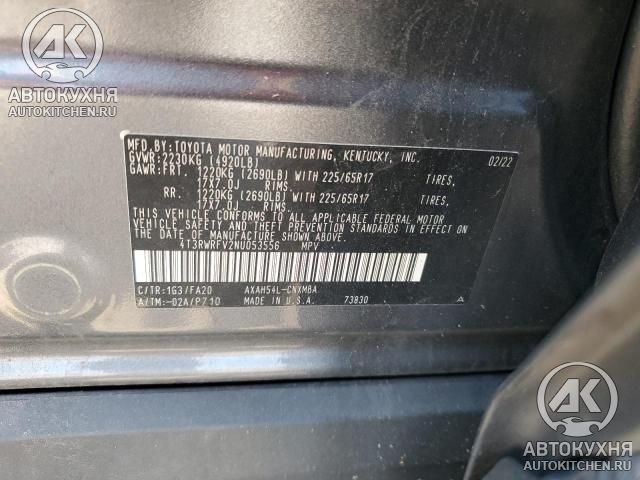 AK
АВТОКУХНЯ
AUTOKITCHEN.RU
MFD.BY:TOYOTA MOTOR MANUFACTURING, KENTUCKY, INC. 02/22
GVWR:2230KG (4920LB)
GAWR:FRT. 1220KG (2690LB) WITH 225/65R17 TIRES,
17X7.0J RIMS.
RR. 1220KG (2690LB) WITH 225/65R17 TIRES,
17X7.0J RIMS.
THIS VEHICLE CONFORMS TO ALL APPLICABLE FEDERAL MOTOR
VEHICLE SAFETY AND BUMPER STANDARDS IN EFFECT ON
THE DATE OF MANUFACTURE SHOWN ABOVE.
4T3RWRFV2NU053556 MPV
C/TR:1G3/FA20 AXAH54L-CNXMBA
A/TM:-02A/P710 MADE IN U.S.A. 73830 A
AK
АВТОКУХНЯ
AUTOKITCHEN.RU